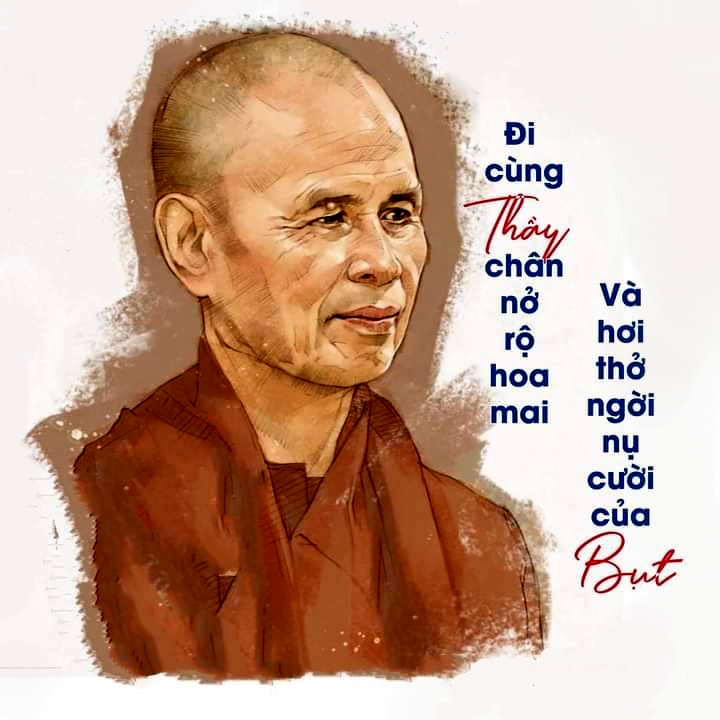 Đi
cùng
Thầy
chân
nở
rộ
hoa
mai
Và
hơi
thở
ngời
nụ
cười
của
Bụt